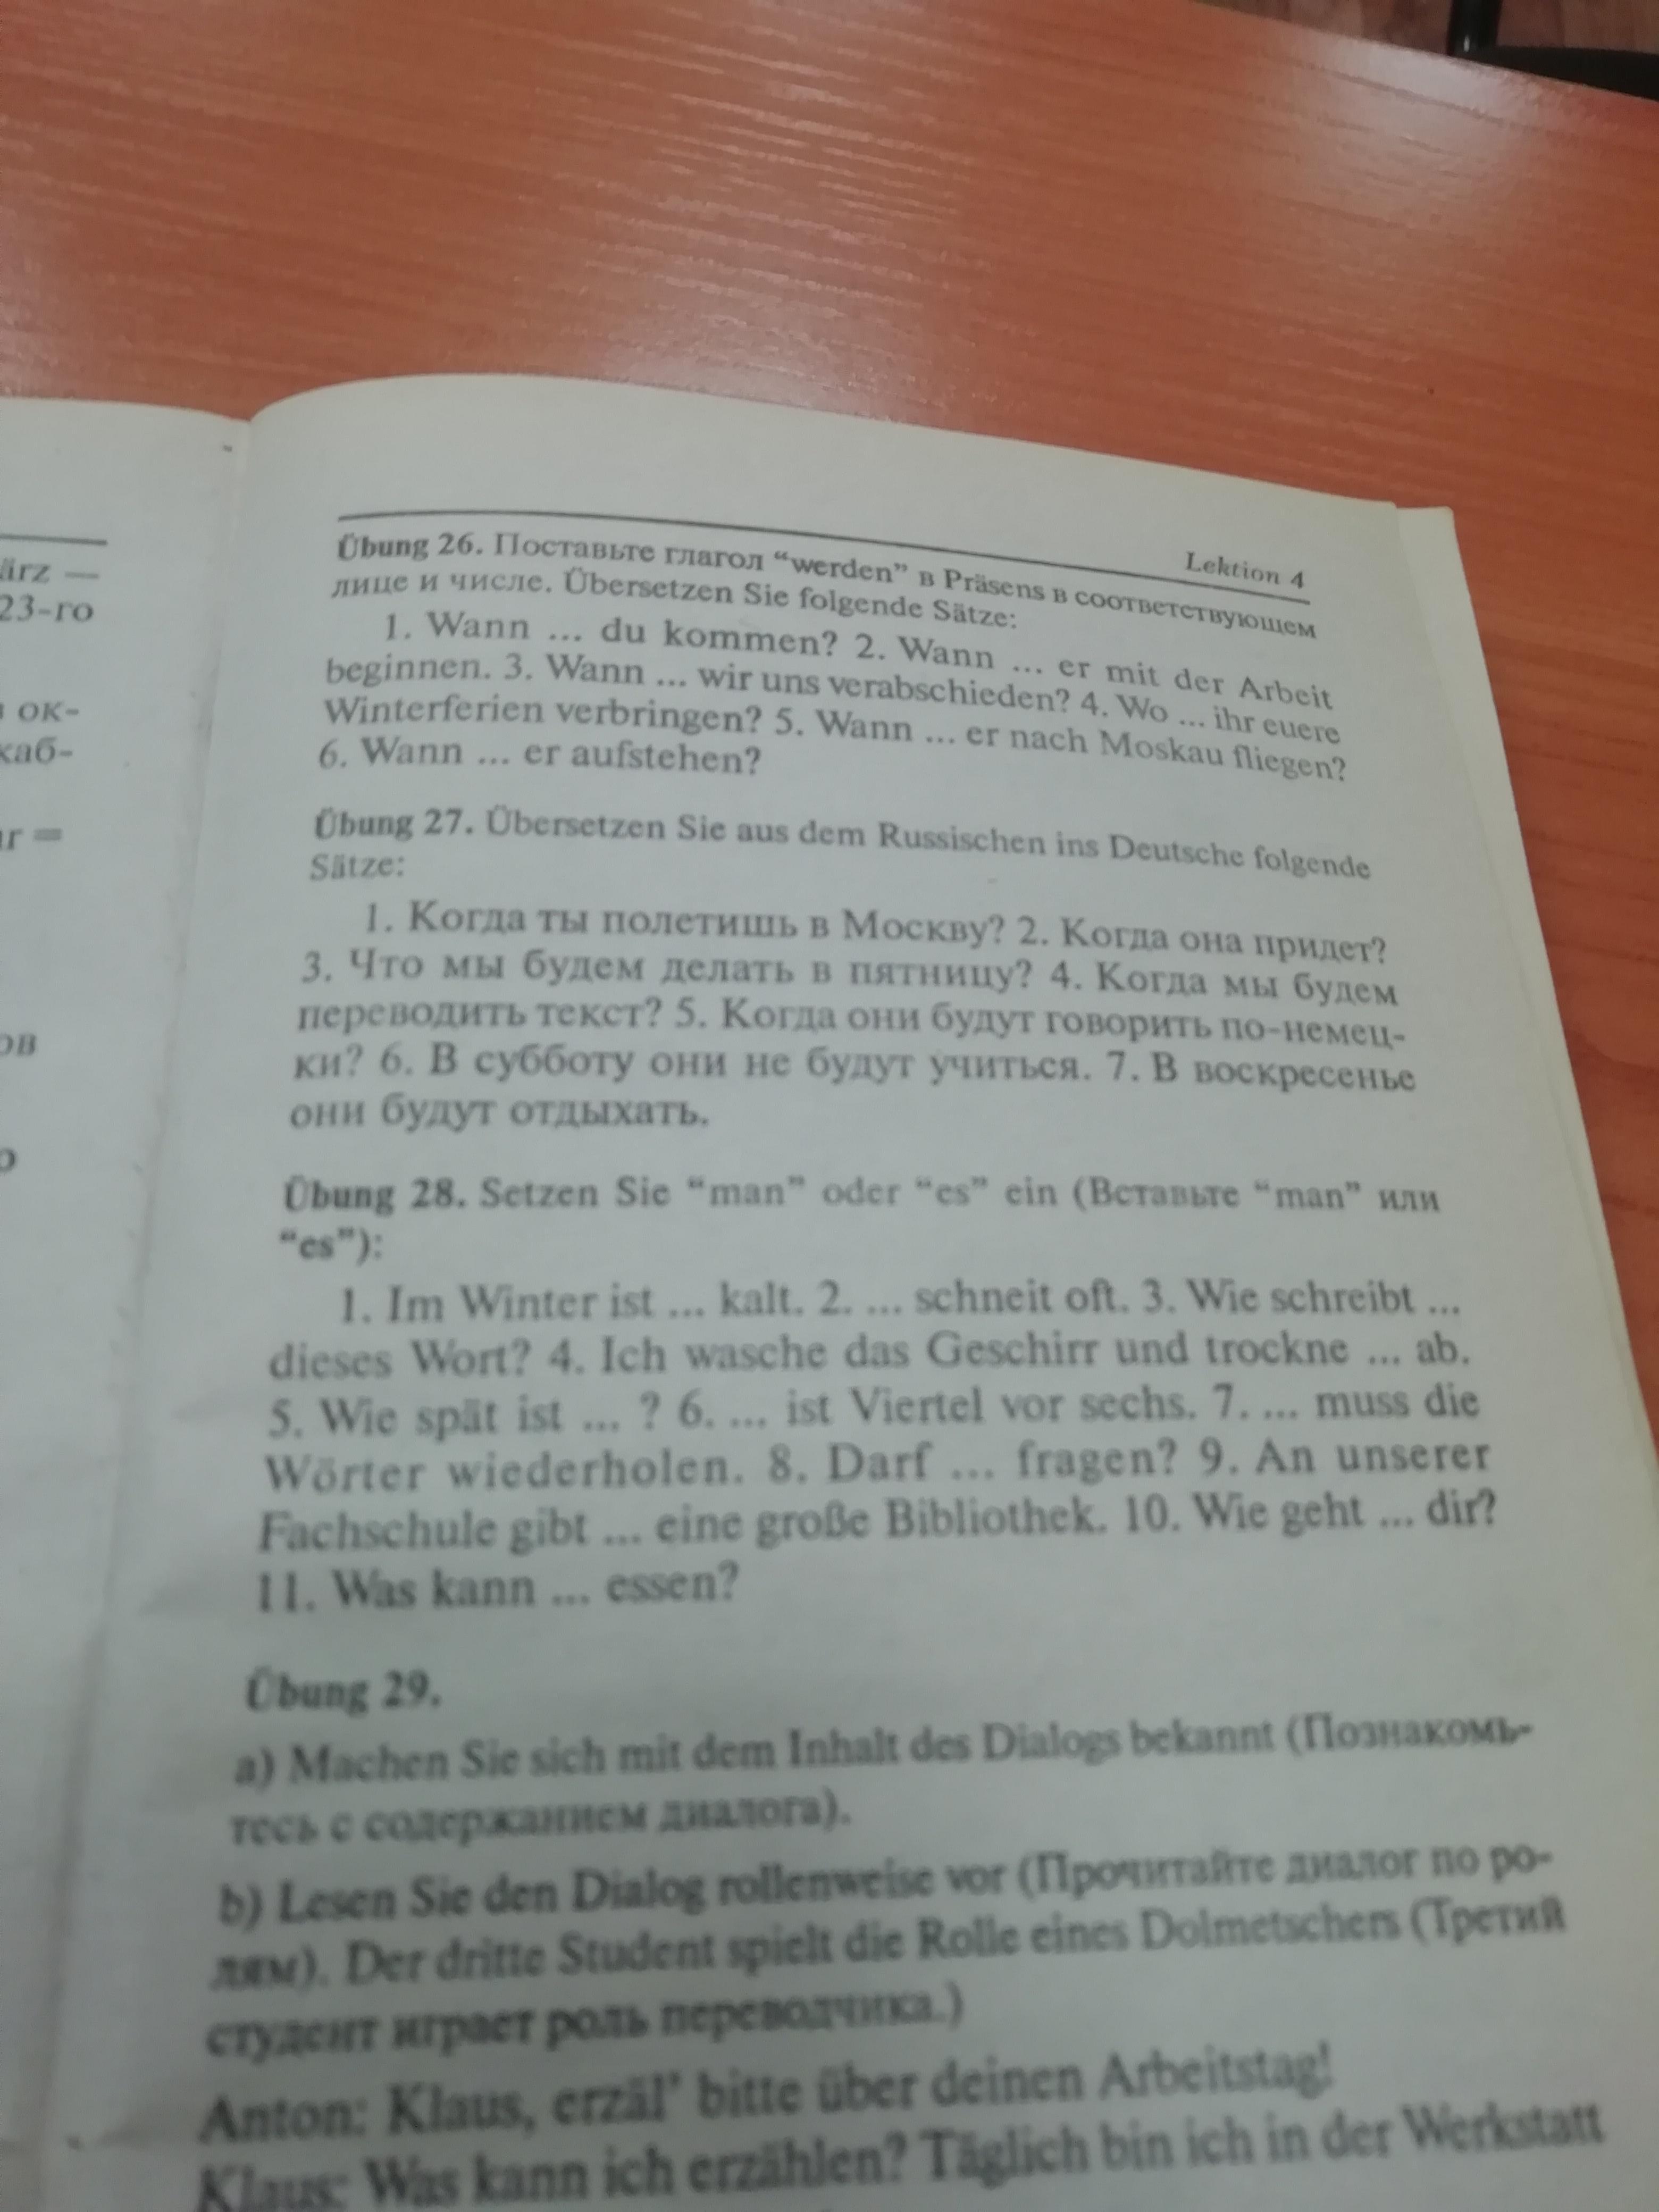 ärz —
23-го
в ок-
каб-
ar =
ов
о
Lektion 4
Übung 26. Поставьте глагол “werden” в Präsens в соответствующем
лице и числе. Übersetzen Sie folgende Sätze:
1. Wann ... du kommen? 2. Wann ... er mit der Arbeit
beginnen. 3. Wann ... wir uns verabschieden? 4. Wo ... ihr euere
Winterferien verbringen? 5. Wann ... er nach Moskau fliegen?
6. Wann ... er aufstehen?
Übung 27. Übersetzen Sie aus dem Russischen ins Deutsche folgende
Sätze:
1. Когда ты полетишь в Москву? 2. Когда она придет?
3. Что мы будем делать в пятницу? 4. Когда мы будем
переводить текст? 5. Когда они будут говорить по-немец-
ки? 6. В субботу они не будут учиться. 7. В воскресенье
они будут отдыхать.
Übung 28. Setzen Sie “man” oder “es” ein (Вставьте “man” или
“es”):
1. Im Winter ist ... kalt. 2. ... schneit oft. 3. Wie schreibt ...
dieses Wort? 4. Ich wasche das Geschirr und trockne ... ab.
5. Wie spät ist ... ? 6. ... ist Viertel vor sechs. 7. ... muss die
Wörter wiederholen. 8. Darf ... fragen? 9. An unserer
Fachschule gibt ... eine große Bibliothek. 10. Wie geht ... dir?
11. Was kann ... essen?
Übung 29.
a) Machen Sie sich mit dem Inhalt des Dialogs bekannt (Познакомь-
тесь с содержанием диалога).
b) Lesen Sie den Dialog rollenweise vor (Прочитайте диалог по ро-
лям). Der dritte Student spielt die Rolle eines Dolmetschers (Третий
студент играет роль переводчика.)
Anton: Klaus, erzäl’ bitte über deinen Arbeitstag!
Klaus: Was kann ich erzählen? Täglich bin ich in der Werkstatt